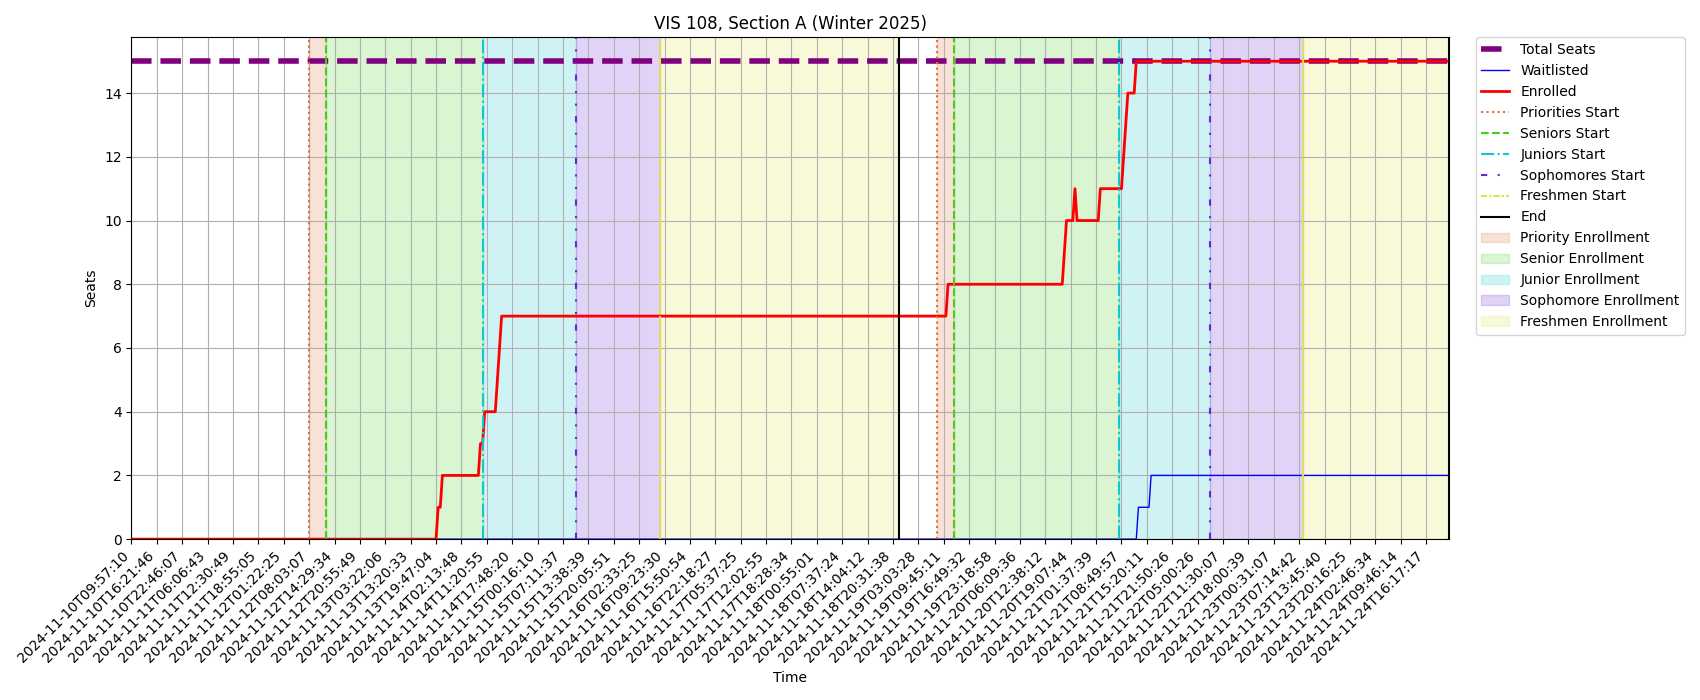 VIS 108, Section A (Winter 2025)
Total Seats
Waitlisted
Enrolled
Priorities Start
Seniors Start
Juniors Start
Sophomores Start
Freshmen Start
End
Priority Enrollment
Senior Enrollment
Junior Enrollment
Sophomore Enrollment
Freshmen Enrollment
Seats
14
12
10
8
6
4
2
0
2024-11-10T09:57:10
2024-11-10T16:21:46
2024-11-10T22:46:07
2024-11-11T06:06:43
2024-11-11T12:30:49
2024-11-11T18:55:05
2024-11-12T01:22:25
2024-11-12T08:03:07
2024-11-12T14:29:34
2024-11-12T20:55:49
2024-11-13T03:22:06
2024-11-13T13:20:33
2024-11-13T19:47:04
2024-11-14T02:13:48
2024-11-14T11:20:55
2024-11-14T17:48:20
2024-11-15T00:16:10
2024-11-15T07:11:37
2024-11-15T13:38:39
2024-11-15T20:05:51
2024-11-16T02:33:25
2024-11-16T09:23:30
2024-11-16T15:50:54
2024-11-16T22:18:27
2024-11-17T05:37:25
2024-11-17T12:02:55
2024-11-17T18:28:34
2024-11-18T00:55:01
2024-11-18T07:37:24
2024-11-18T14:04:12
2024-11-18T20:31:38
2024-11-19T03:03:28
2024-11-19T09:45:11
2024-11-19T16:49:32
2024-11-19T23:18:58
2024-11-20T06:09:36
2024-11-20T12:38:12
2024-11-20T19:07:44
2024-11-21T01:37:39
2024-11-21T08:49:57
2024-11-21T15:20:11
2024-11-21T21:50:26
2024-11-22T05:00:26
2024-11-22T11:30:07
2024-11-22T18:00:39
2024-11-23T00:31:07
2024-11-23T07:14:42
2024-11-23T13:45:40
2024-11-23T20:16:25
2024-11-24T02:46:34
2024-11-24T09:46:14
2024-11-24T16:17:17
Time